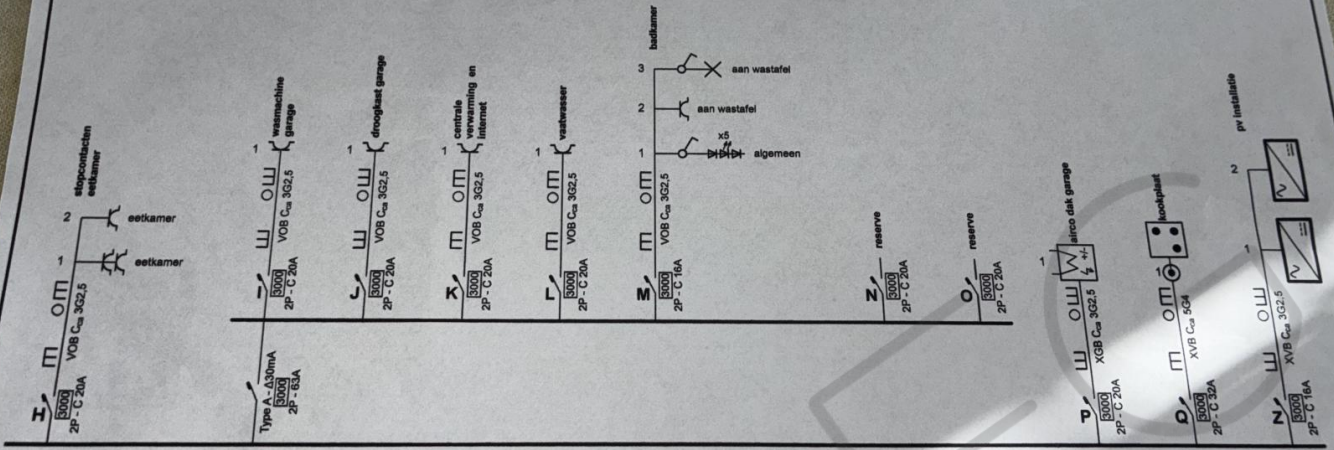 stopcontacten
eetkamer
1
2
eetkamer
eetkamer
VOB Cca 3G2,5
H
3000
2P - C 20A
Type A - Δ30mA
3000
2P - 63A
wasmachine
garage
1
VOB Cca 3G2,5
I
3000
2P - C 20A
droogkast garage
1
VOB Cca 3G2,5
J
3000
2P - C 20A
centrale
verwarming en
internet
1
VOB Cca 3G2,5
K
3000
2P - C 20A
vaatwasser
1
VOB Cca 3G2,5
L
3000
2P - C 20A
badkamer
3
aan wastafel
2
aan wastafel
1
x5
algemeen
VOB Cca 3G2,5
M
3000
2P - C 16A
reserve
N
3000
2P - C 20A
reserve
O
3000
2P - C 20A
airco dak garage
1
XGB Cca 3G2,5
P
3000
2P - C 20A
kookplaat
1
XVB Cca 5G4
Q
3000
2P - C 32A
pv installatie
2
1
XVB Cca 3G2,5
Z
3000
2P - C 16A